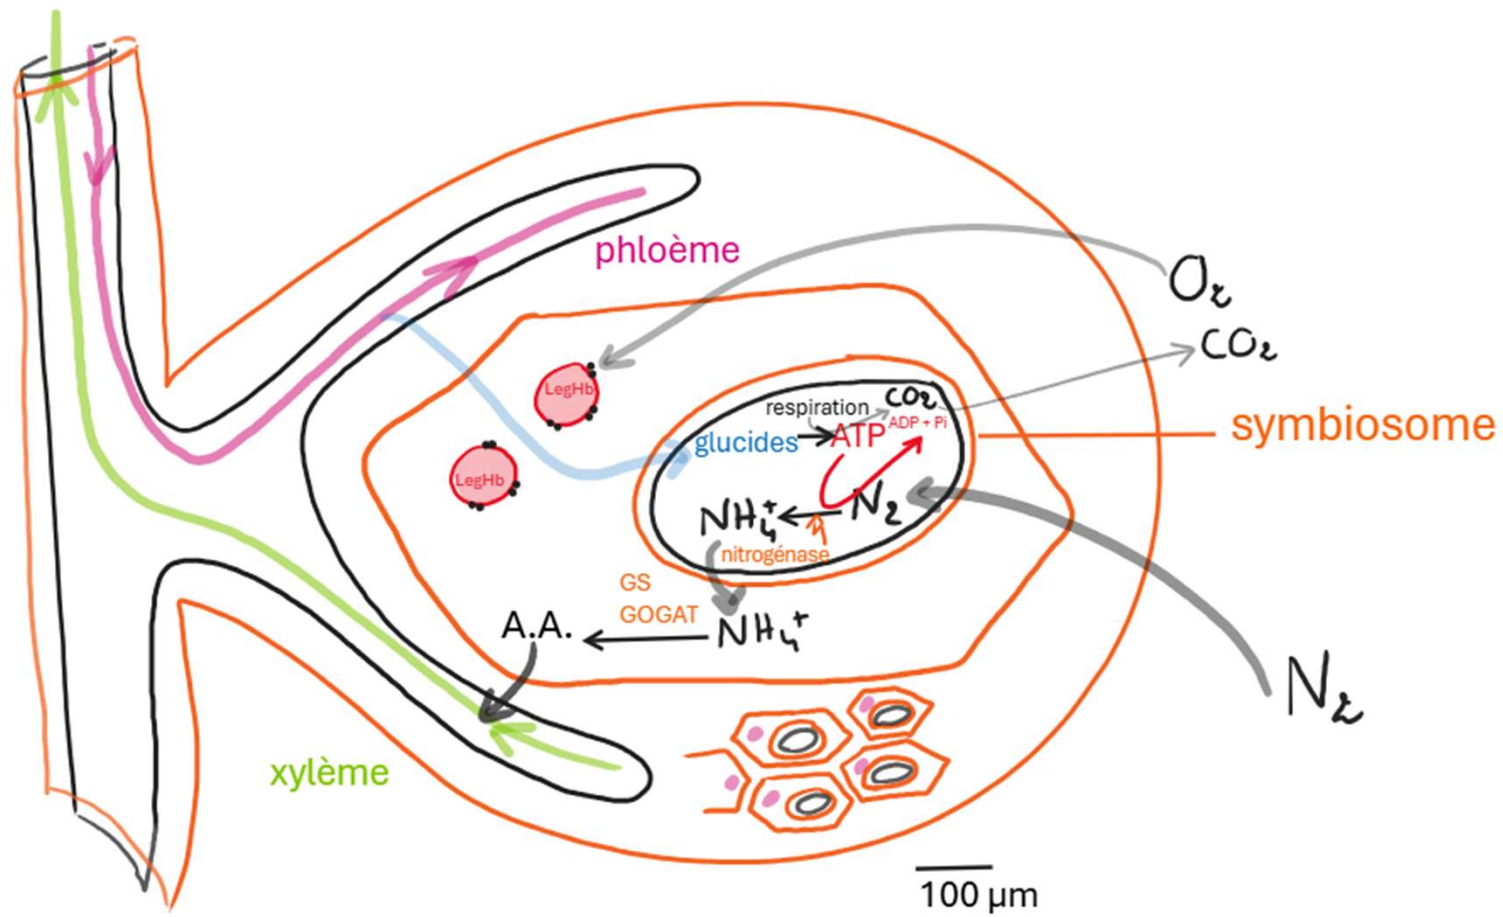 phloème
O₂
CO₂
LegHb
LegHb
respiration
CO₂
ADP + Pi
glucides
ATP
symbiosome
NH₄⁺
N₂
nitrogénase
GS
GOGAT
A.A.
NH₄⁺
N₂
xylème
100 µm